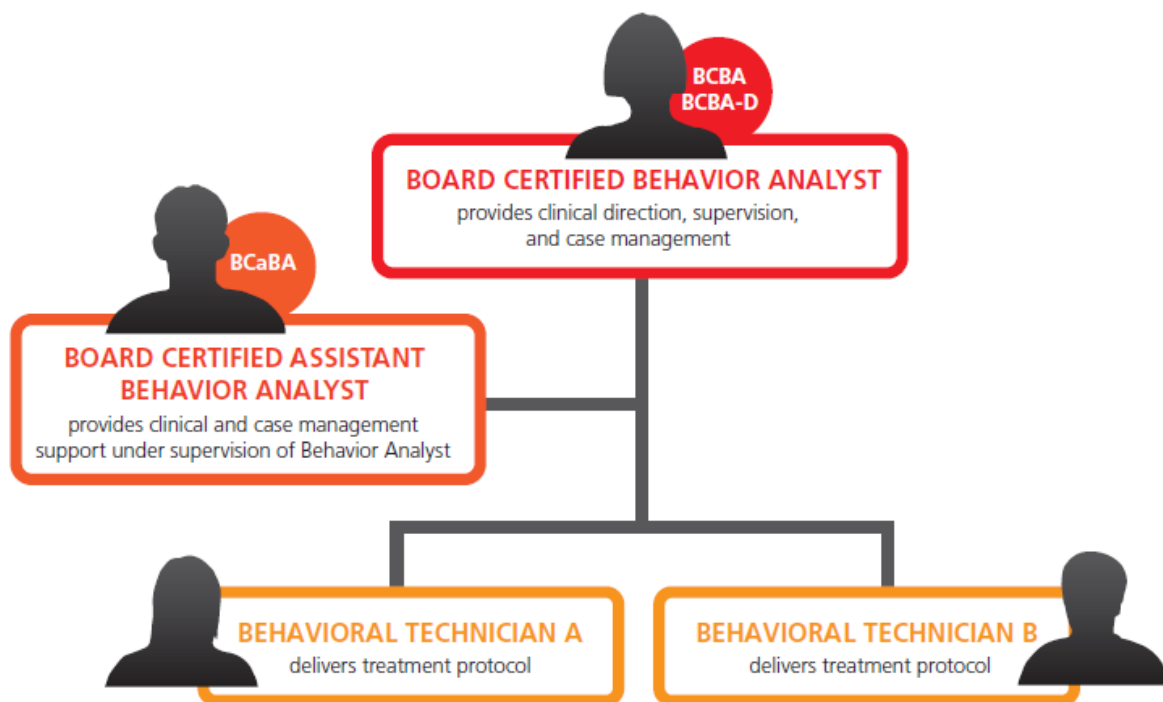 BCBA
BCBA-D
BOARD CERTIFIED BEHAVIOR ANALYST
provides clinical direction, supervision,
and case management
BCaBA
BOARD CERTIFIED ASSISTANT
BEHAVIOR ANALYST
provides clinical and case management
support under supervision of Behavior Analyst
BEHAVIORAL TECHNICIAN A
delivers treatment protocol
BEHAVIORAL TECHNICIAN B
delivers treatment protocol